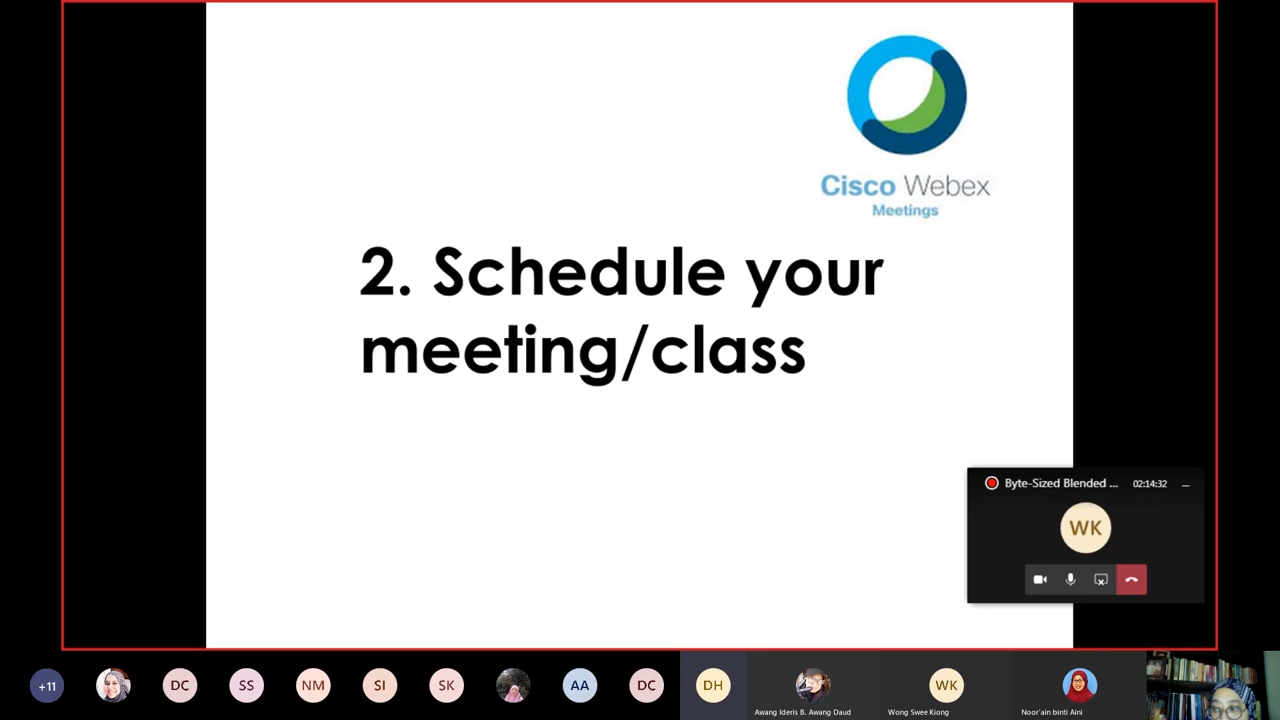 Cisco Webex
Meetings
2. Schedule your
meeting/class
Byte-Sized Blended ...
02:14:32
WK
+11
DC
SS
NM
SI
SK
AA
DC
DH
WK
Awang Ideris B. Awang Daud
Wong Swee Kiong
Noor'ain binti Aini